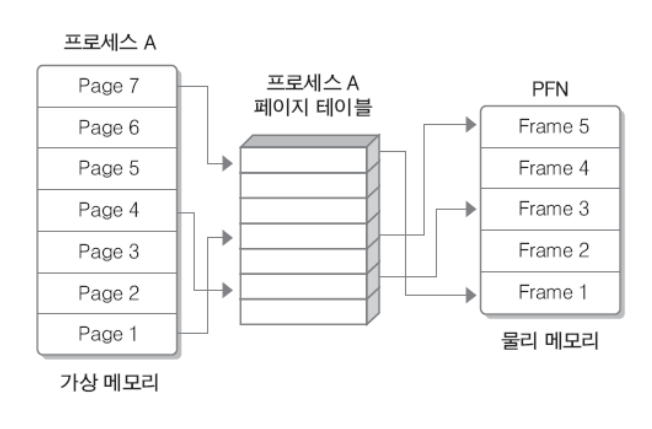 프로세스 A
Page 7
Page 6
Page 5
Page 4
Page 3
Page 2
Page 1
가상 메모리
프로세스 A
페이지 테이블
PFN
Frame 5
Frame 4
Frame 3
Frame 2
Frame 1
물리 메모리